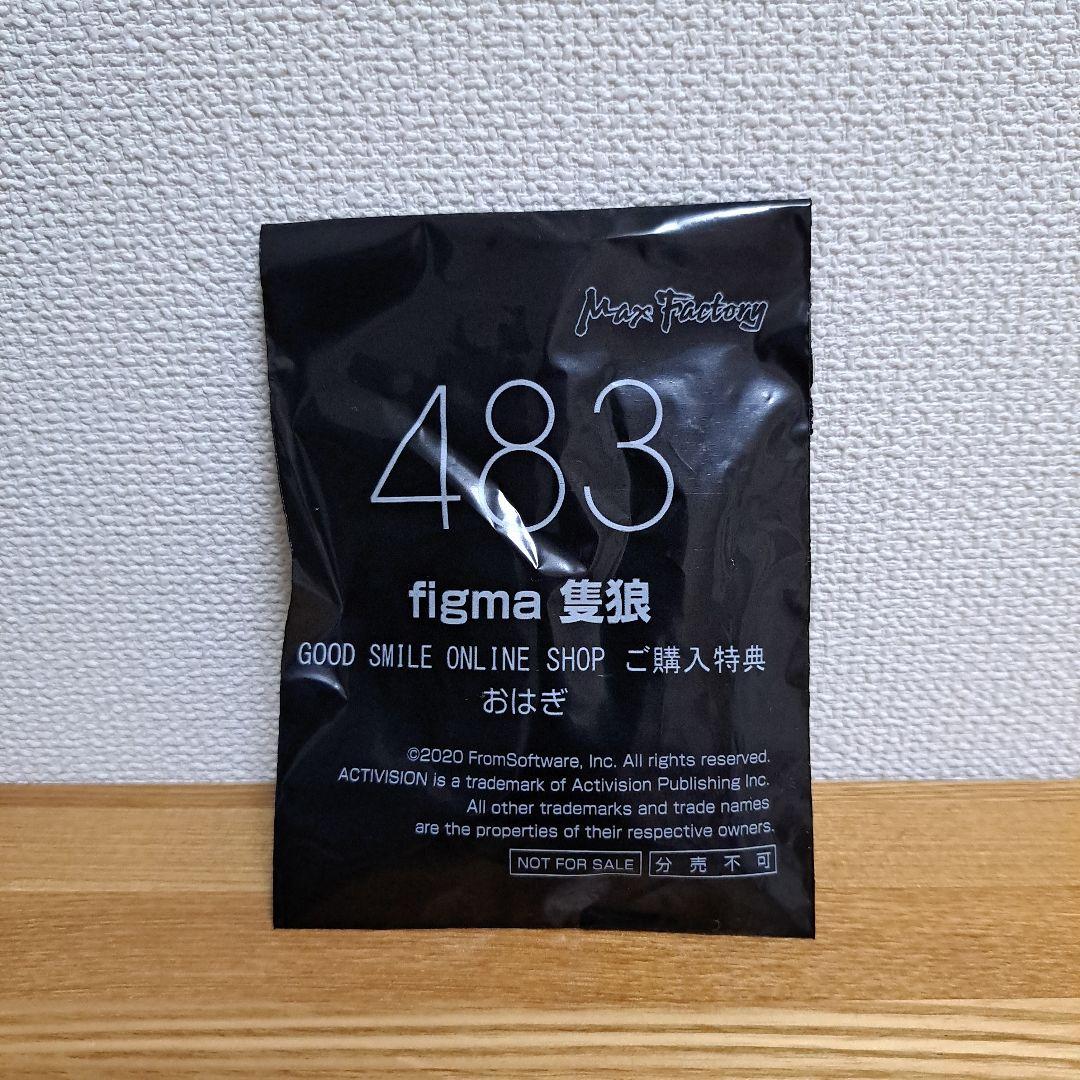 Max Factory
483
figma 隻狼
GOOD SMILE ONLINE SHOP ご購入特典
おはぎ
©2020 FromSoftware, Inc. All rights reserved.
ACTIVISION is a trademark of Activision Publishing Inc.
All other trademarks and trade names
are the properties of their respective owners.
NOT FOR SALE 分売不可